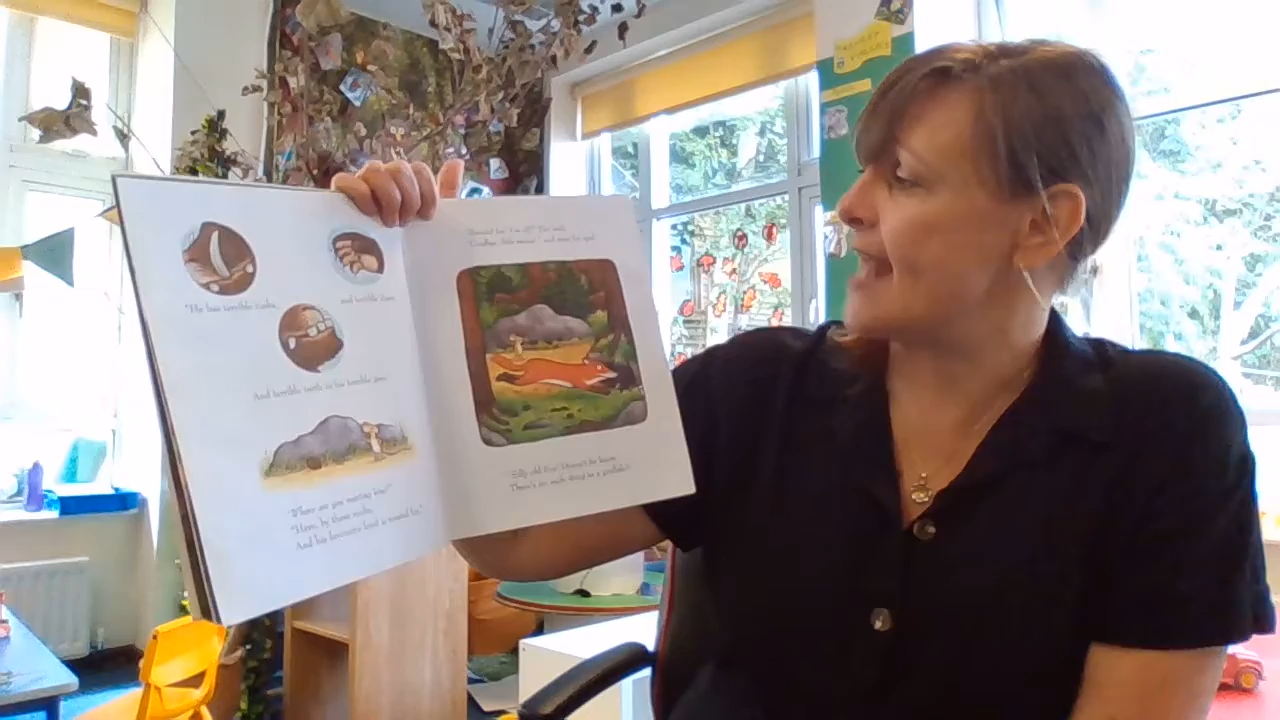 "He has terrible tusks,
and terrible claws,
And terrible teeth in his terrible jaws."
"Where are you meeting him?"
"Here, by these rocks,
And his favourite food is roasted fox."
"Roasted fox! I'm off!" Fox said.
"Goodbye, little mouse," and away he sped.
"Silly old Fox! Doesn't he know,
There's no such thing as a gruffalo?"